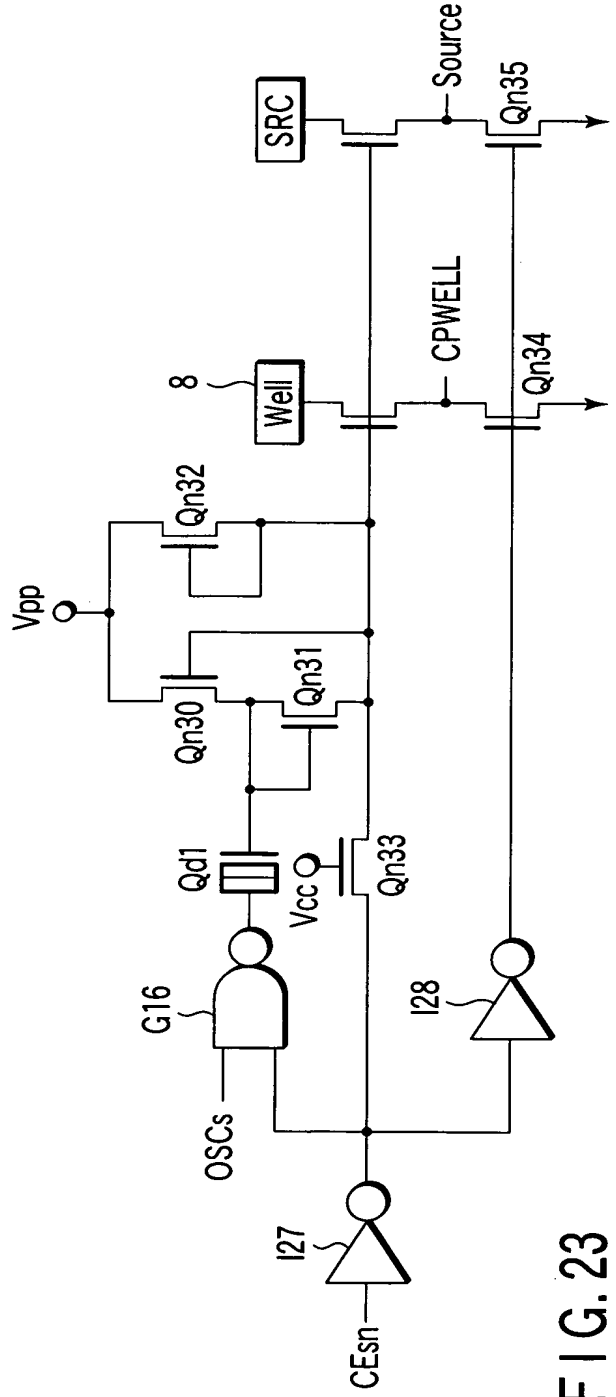 Vpp
SRC
8
Well
Qn32
Source
Qn30
Qn31
CPWELL
Qn35
Qd1
Vcc
Qn33
Qn34
G16
OSCs
I27
I28
CEsn
FIG. 23